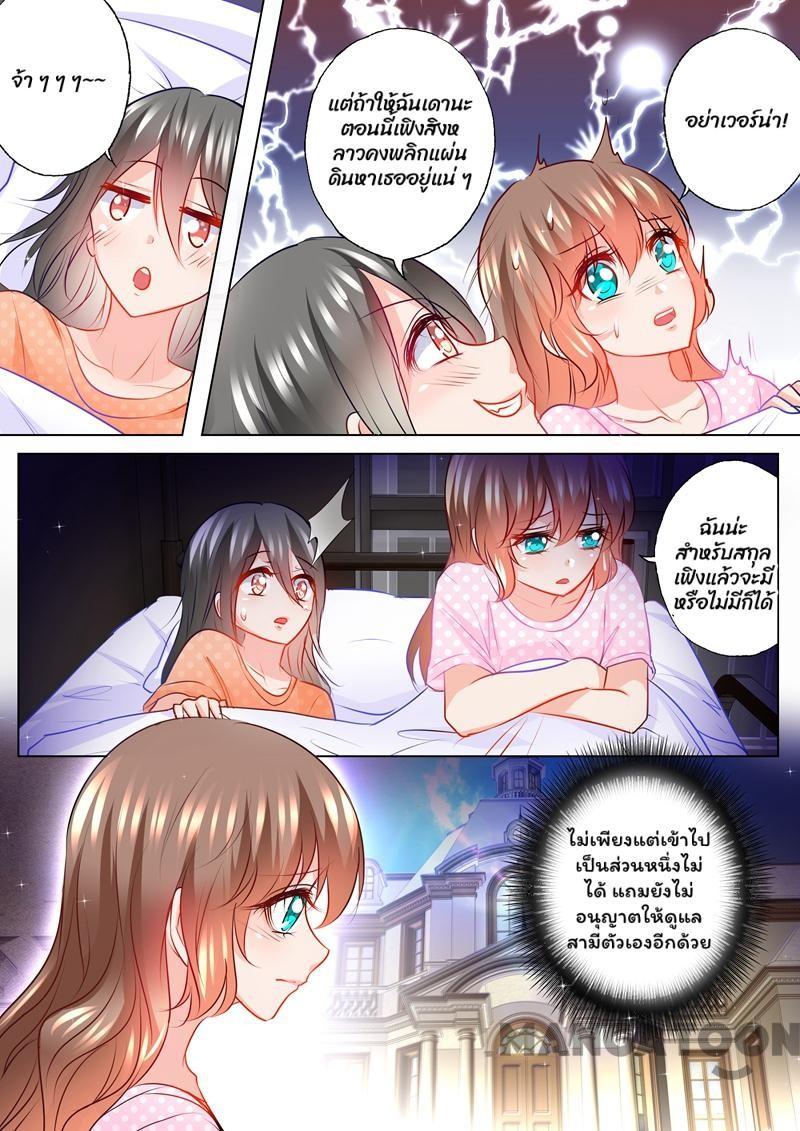 จ้า ๆ ๆ ๆ~~
แต่ถ้าให้ฉันเดานะ
ตอนนี้เฟิงสิงห
ลาวคงพลิกแผ่น
ดินหาเธออยู่แน่ ๆ
อย่าเวอร์น่า!
ฉันน่ะ
สำหรับสกุล
เฟิงแล้วจะมี
หรือไม่มีก็ได้
ไม่เพียงแต่เข้าไป
เป็นส่วนหนึ่งไม่
ได้ แถมยังไม่
อนุญาตให้ดูแล
สามีตัวเองอีกด้วย
MANGATOON